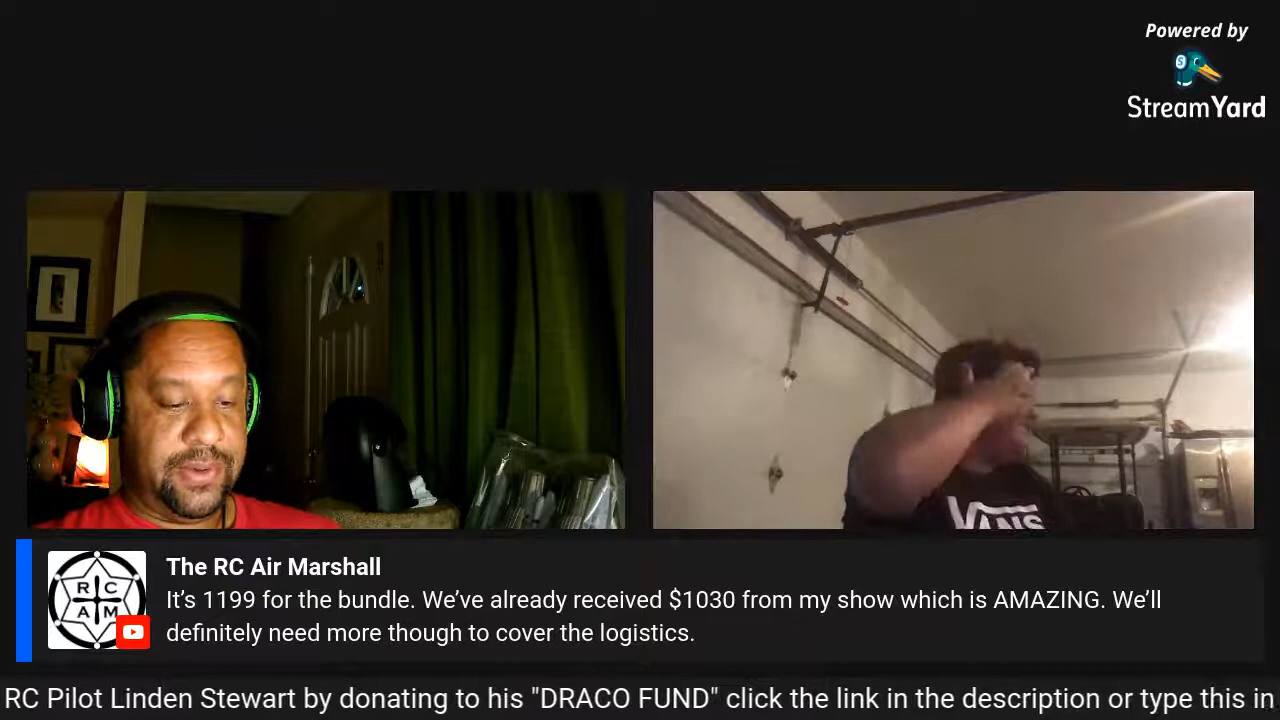 Powered by
StreamYard
VANS
The RC Air Marshall
R C
A M
It’s 1199 for the bundle. We’ve already received $1030 from my show which is AMAZING. We’ll
definitely need more though to cover the logistics.
RC Pilot Linden Stewart by donating to his "DRACO FUND" click the link in the description or type this in